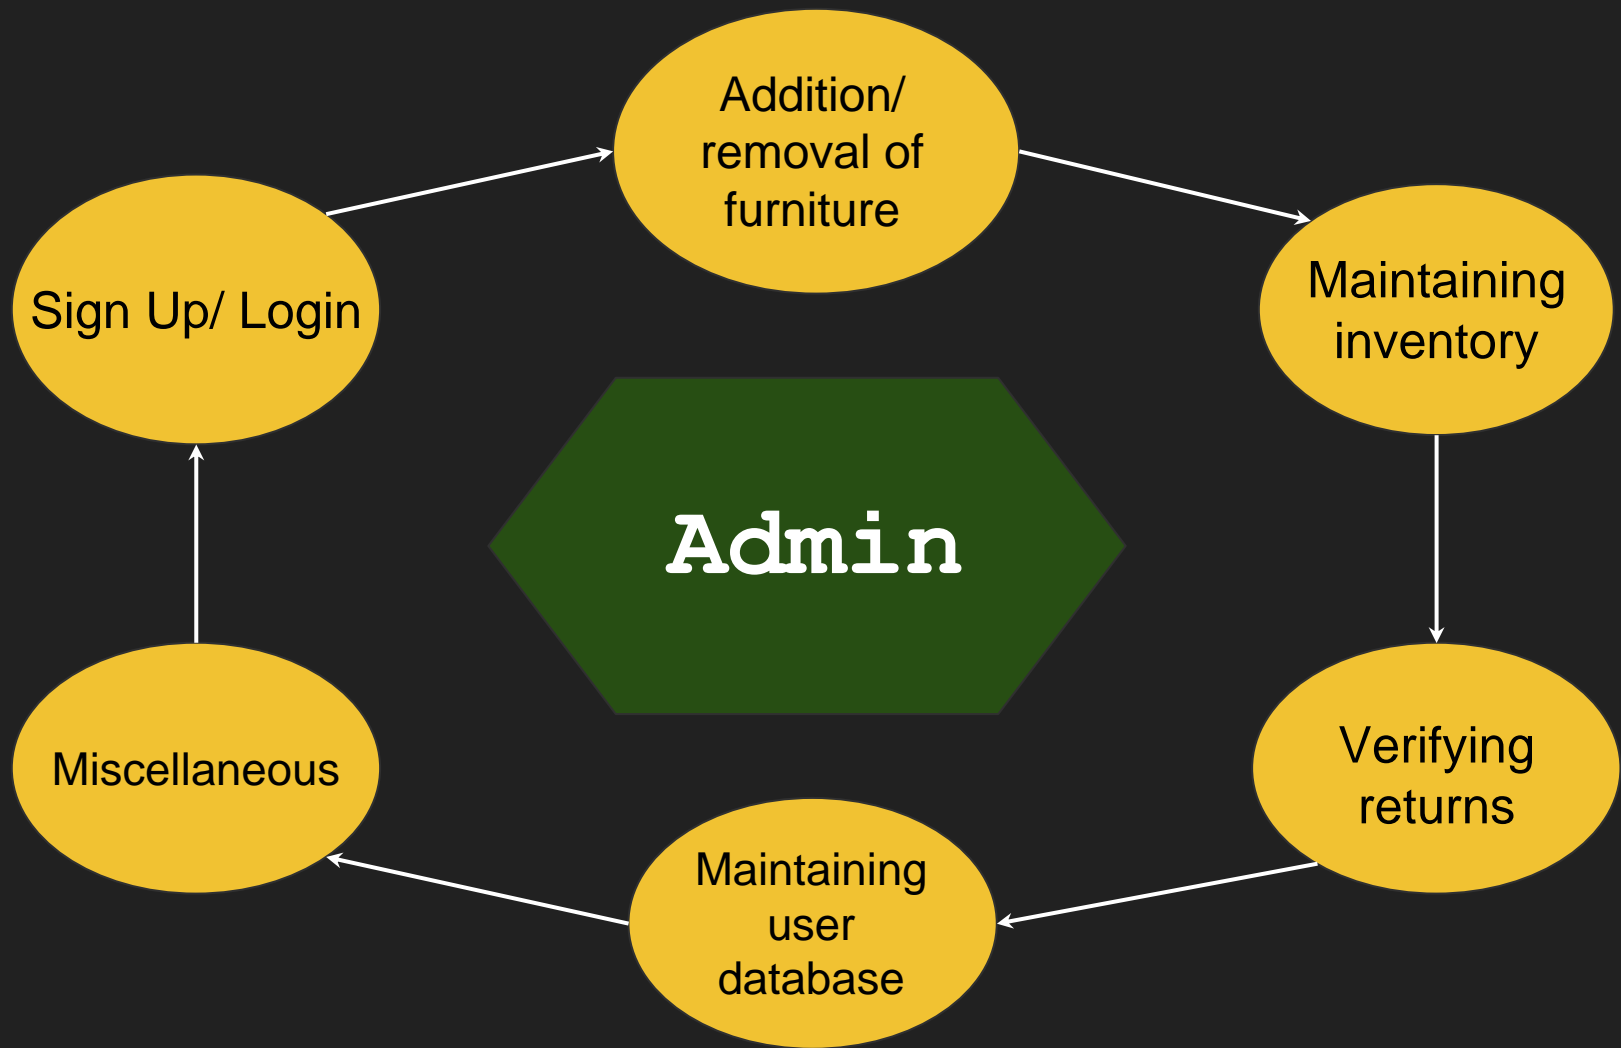 Addition/
removal of
furniture
Sign Up/ Login
Maintaining
inventory
Admin
Miscellaneous
Verifying
returns
Maintaining
user
database